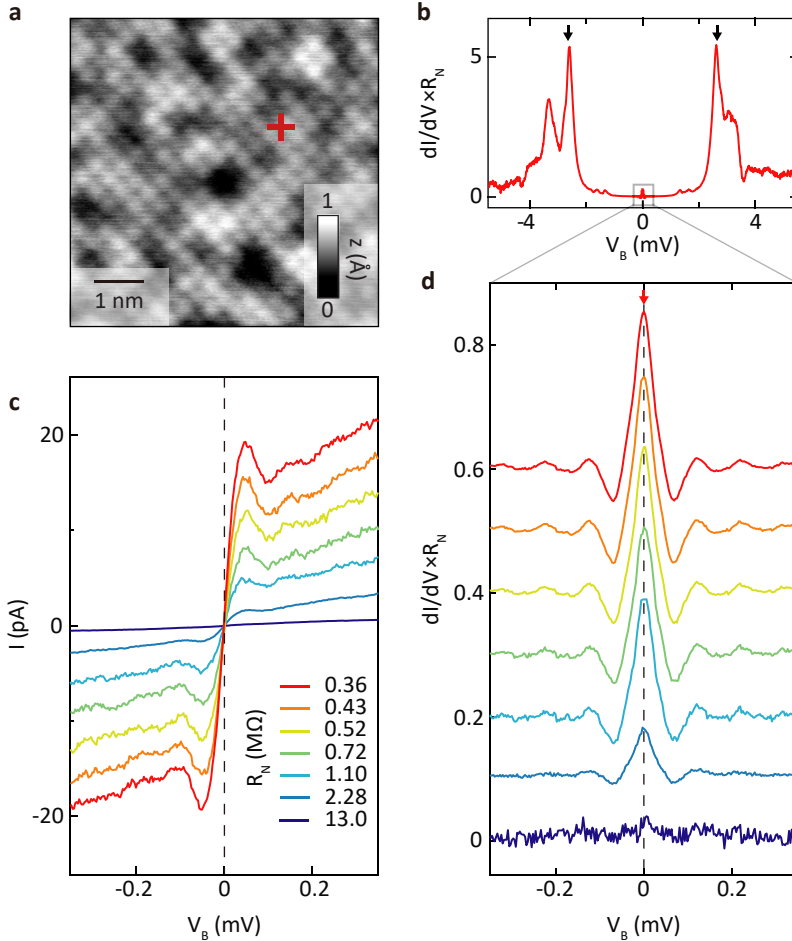 a
1
z (Å)
0
1 nm
b
5
0
dI/dV×R_N
-4
0
4
V_B (mV)
c
20
0
-20
I (pA)
R_N (MΩ)
0.36
0.43
0.52
0.72
1.10
2.28
13.0
-0.2
0
0.2
V_B (mV)
d
0.8
0.6
0.4
0.2
0
dI/dV×R_N
-0.2
0
0.2
V_B (mV)